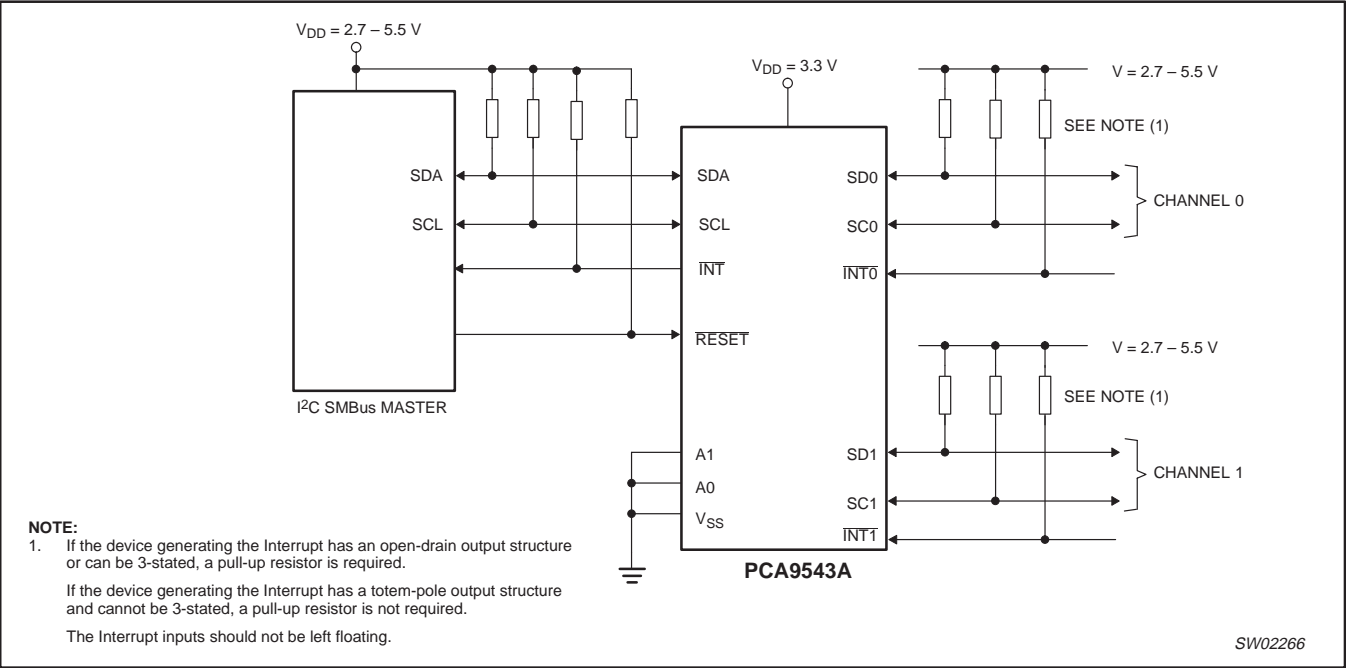 V_DD = 2.7 – 5.5 V
V_DD = 3.3 V
V = 2.7 – 5.5 V
SEE NOTE (1)
SDA
SDA
SD0
SCL
SCL
SC0
CHANNEL 0
INT
INT0
RESET
V = 2.7 – 5.5 V
I²C SMBus MASTER
SEE NOTE (1)
A1
SD1
A0
SC1
CHANNEL 1
V_SS
INT1
PCA9543A
NOTE:
1. If the device generating the Interrupt has an open-drain output structure
or can be 3-stated, a pull-up resistor is required.
If the device generating the Interrupt has a totem-pole output structure
and cannot be 3-stated, a pull-up resistor is not required.
The Interrupt inputs should not be left floating.
SW02266